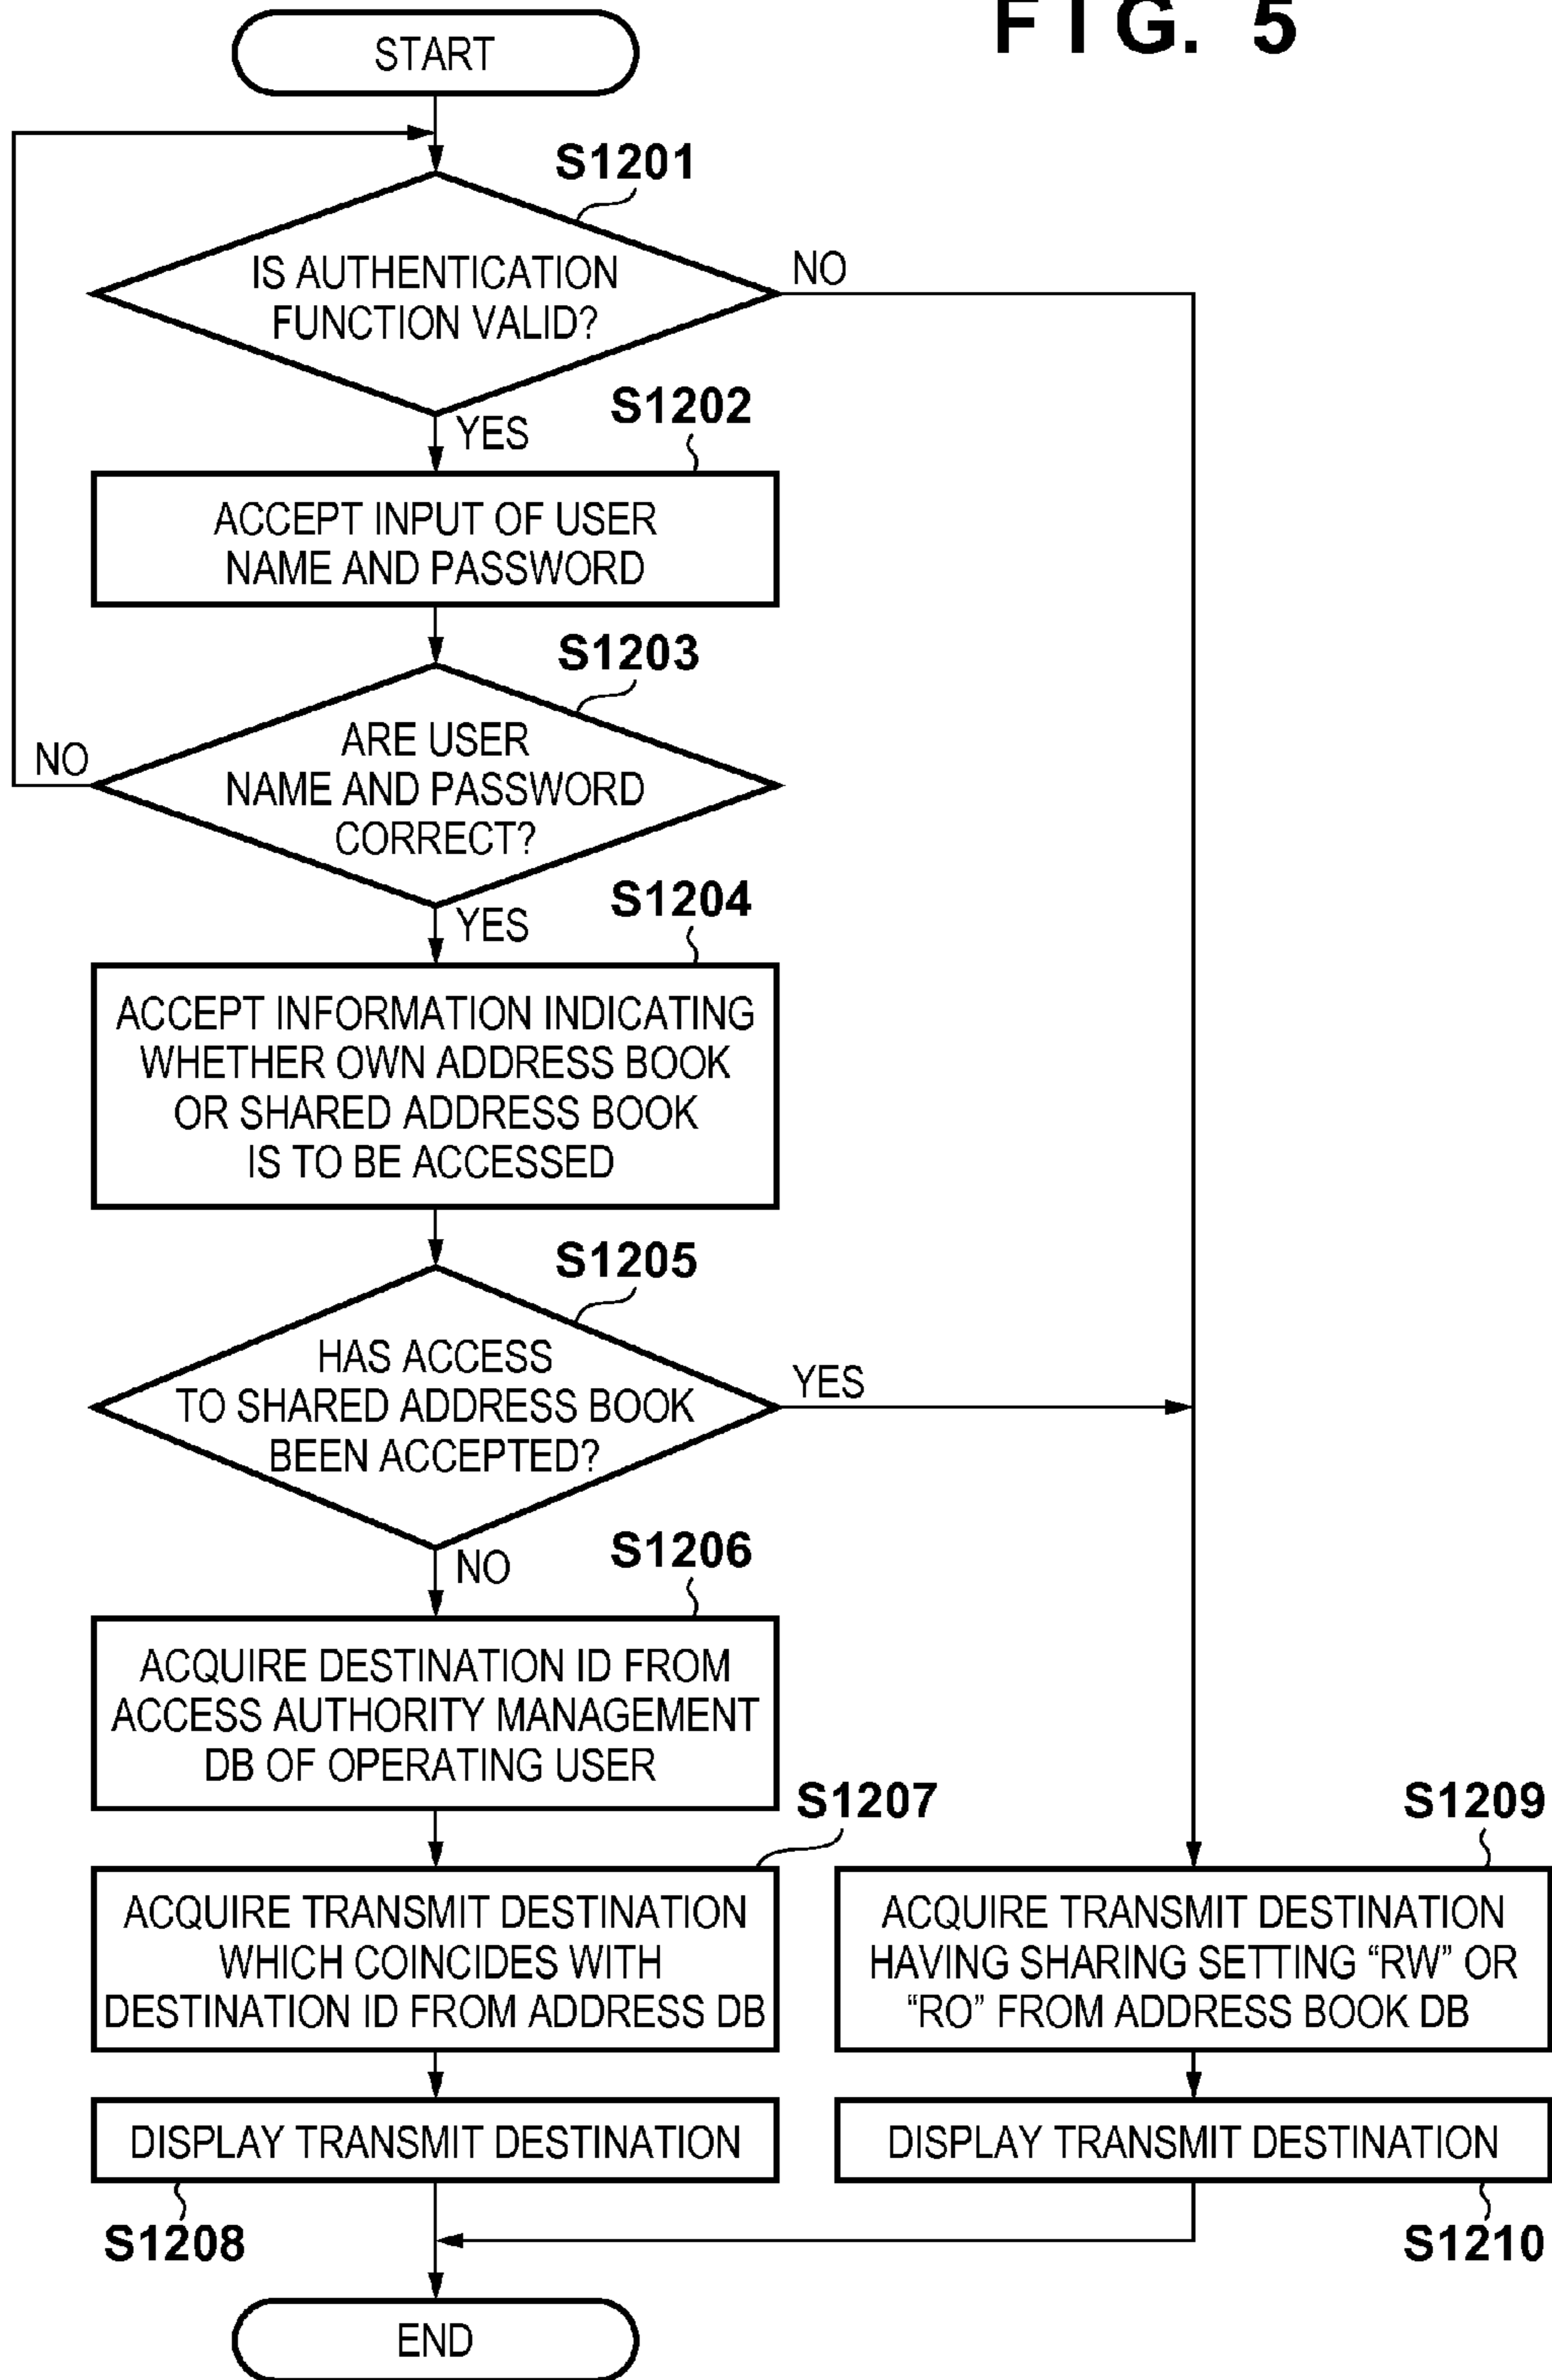 FIG. 5
START
S1201
IS AUTHENTICATION
FUNCTION VALID?
NO
YES
S1202
ACCEPT INPUT OF USER
NAME AND PASSWORD
S1203
ARE USER
NAME AND PASSWORD
CORRECT?
NO
YES
S1204
ACCEPT INFORMATION INDICATING
WHETHER OWN ADDRESS BOOK
OR SHARED ADDRESS BOOK
IS TO BE ACCESSED
S1205
HAS ACCESS
TO SHARED ADDRESS BOOK
BEEN ACCEPTED?
YES
NO
S1206
ACQUIRE DESTINATION ID FROM
ACCESS AUTHORITY MANAGEMENT
DB OF OPERATING USER
S1207
ACQUIRE TRANSMIT DESTINATION
WHICH COINCIDES WITH
DESTINATION ID FROM ADDRESS DB
DISPLAY TRANSMIT DESTINATION
S1208
S1209
ACQUIRE TRANSMIT DESTINATION
HAVING SHARING SETTING “RW” OR
“RO” FROM ADDRESS BOOK DB
DISPLAY TRANSMIT DESTINATION
S1210
END